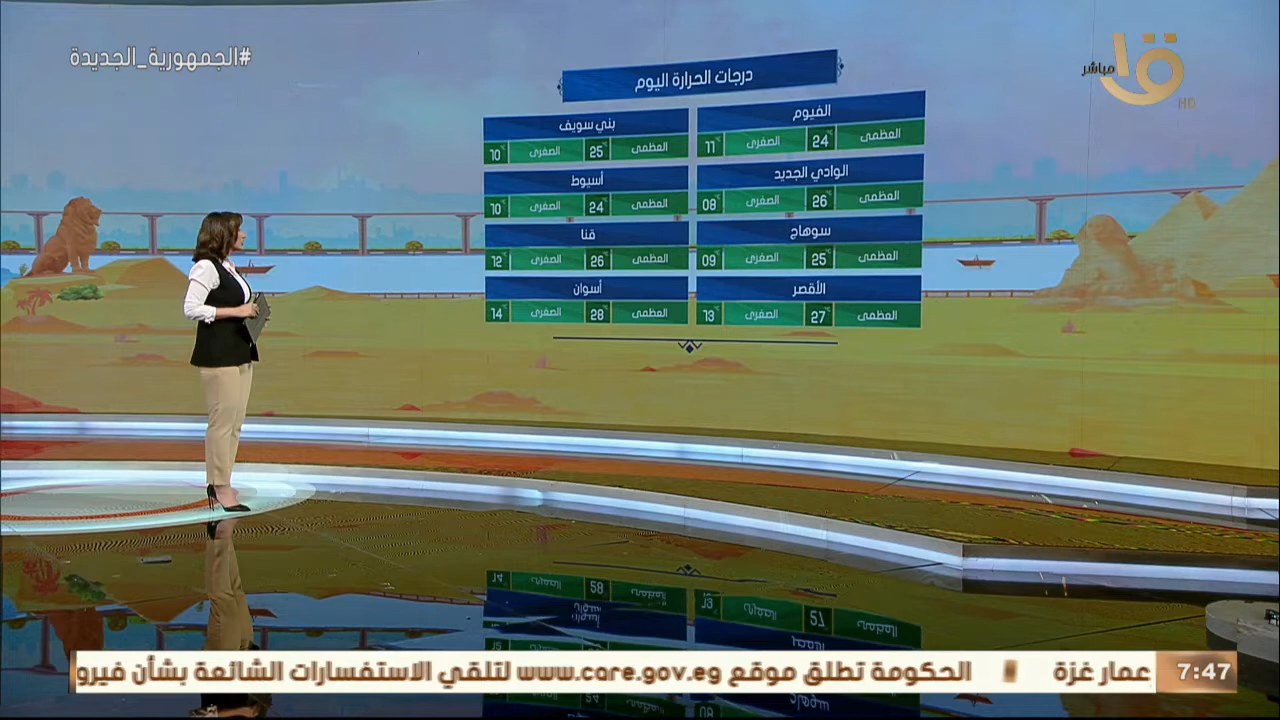 #الجمهورية_الجديدة
مباشر
HD
درجات الحرارة اليوم
الفيوم
العظمى 24° الصغرى 11°
بني سويف
العظمى 25° الصغرى 10°
الوادي الجديد
العظمى 26° الصغرى 08°
أسيوط
العظمى 24° الصغرى 10°
سوهاج
العظمى 25° الصغرى 09°
قنا
العظمى 26° الصغرى 12°
الأقصر
العظمى 27° الصغرى 13°
أسوان
العظمى 28° الصغرى 14°
7:47
عمار غزة الحكومة تطلق موقع www.care.gov.eg لتلقي الاستفسارات الشائعة بشأن فيرو